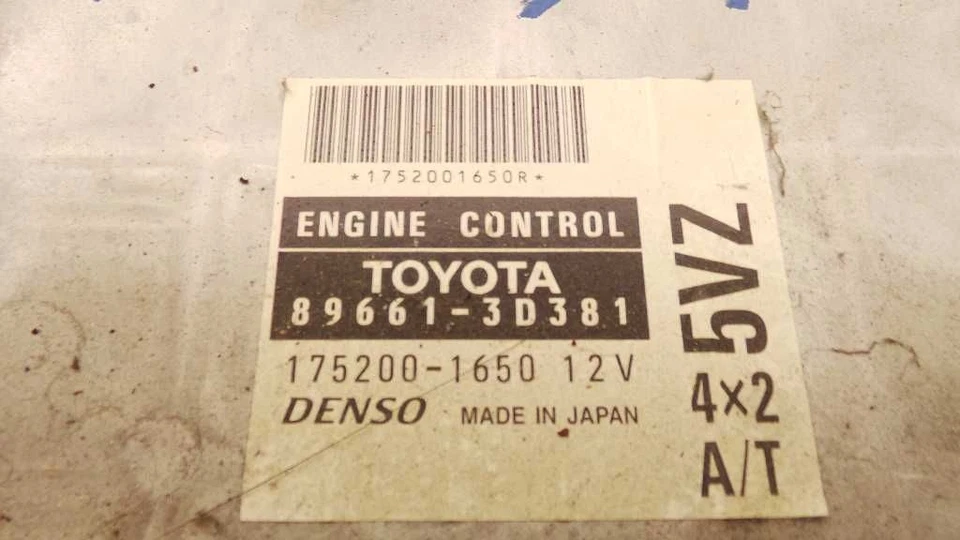 *1752001650R*
ENGINE CONTROL
TOYOTA
89661-3D381
175200-1650 12V
DENSO MADE IN JAPAN
5VZ
4×2
A/T